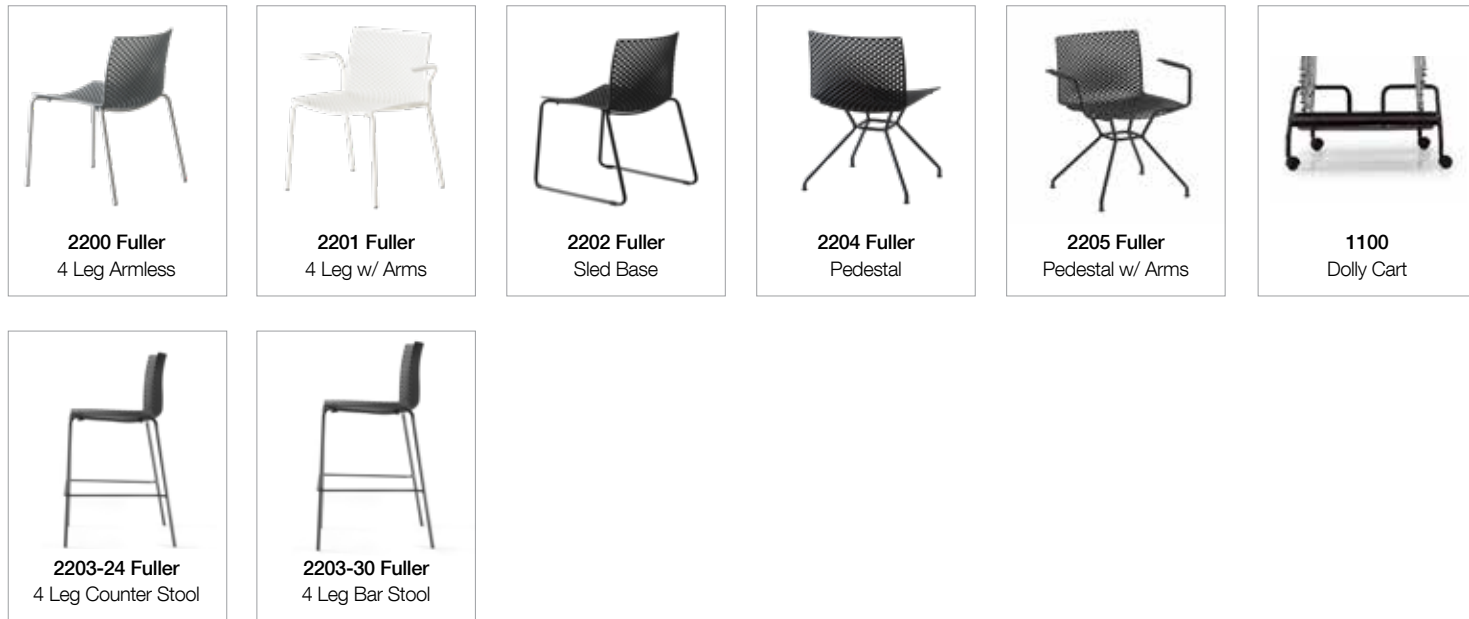 2200 Fuller
4 Leg Armless
2201 Fuller
4 Leg w/ Arms
2202 Fuller
Sled Base
2204 Fuller
Pedestal
2205 Fuller
Pedestal w/ Arms
1100
Dolly Cart
2203-24 Fuller
4 Leg Counter Stool
2203-30 Fuller
4 Leg Bar Stool